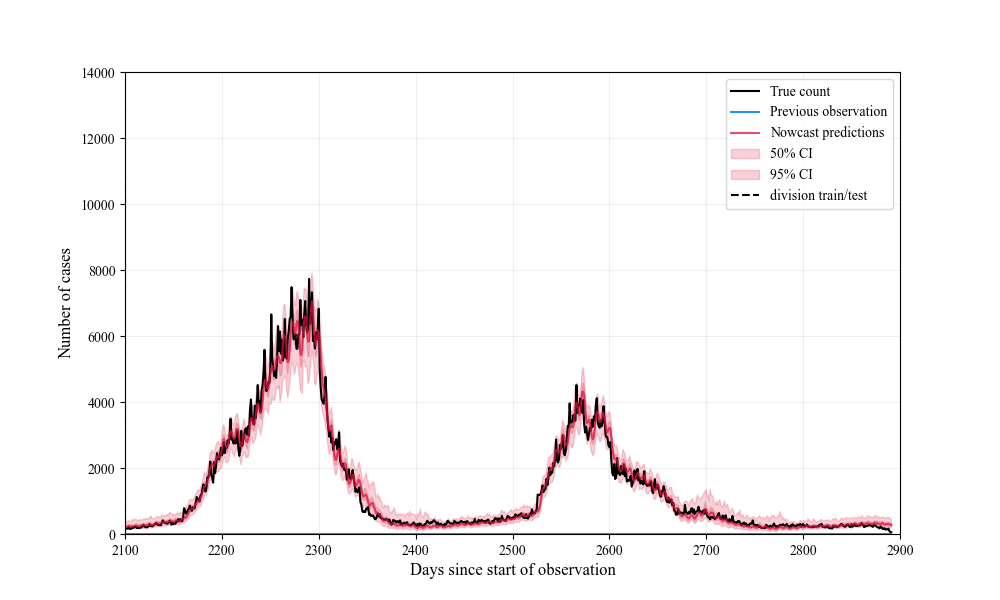 14000
12000
10000
8000
6000
4000
2000
0
Number of cases
True count
Previous observation
Nowcast predictions
50% CI
95% CI
division train/test
2100 2200 2300 2400 2500 2600 2700 2800 2900
Days since start of observation